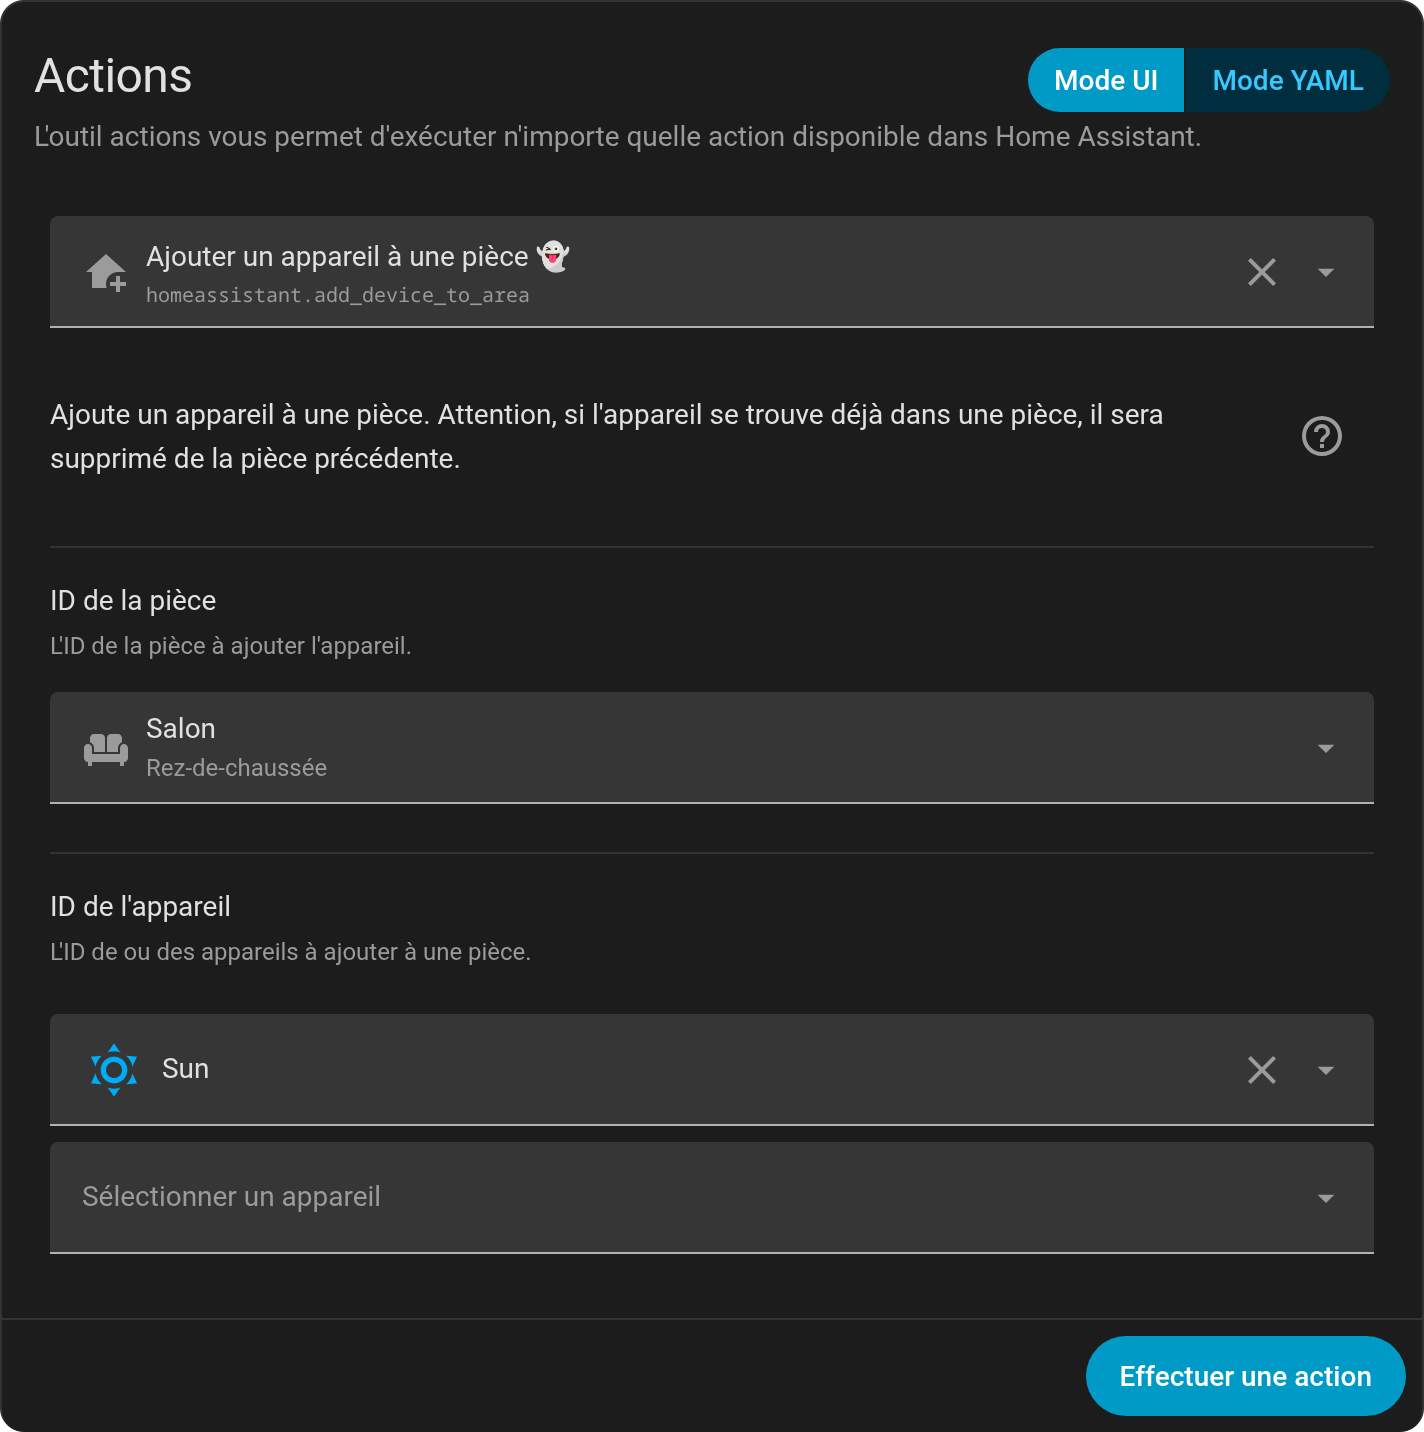 Actions
Mode UI
Mode YAML
L'outil actions vous permet d'exécuter n'importe quelle action disponible dans Home Assistant.
Ajouter un appareil à une pièce 👻
homeassistant.add_device_to_area
Ajoute un appareil à une pièce. Attention, si l'appareil se trouve déjà dans une pièce, il sera
supprimé de la pièce précédente.
ID de la pièce
L'ID de la pièce à ajouter l'appareil.
Salon
Rez-de-chaussée
ID de l'appareil
L'ID de ou des appareils à ajouter à une pièce.
Sun
Sélectionner un appareil
Effectuer une action